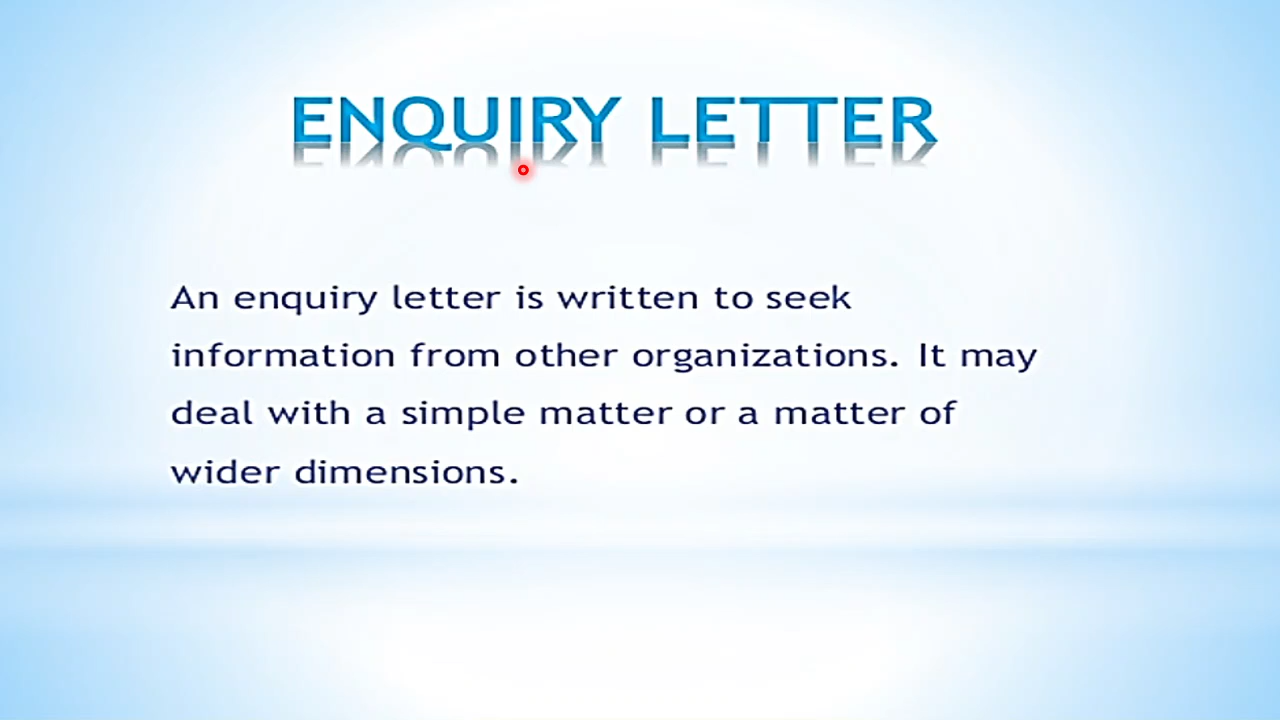 ENQUIRY LETTER
An enquiry letter is written to seek
information from other organizations. It may
deal with a simple matter or a matter of
wider dimensions.